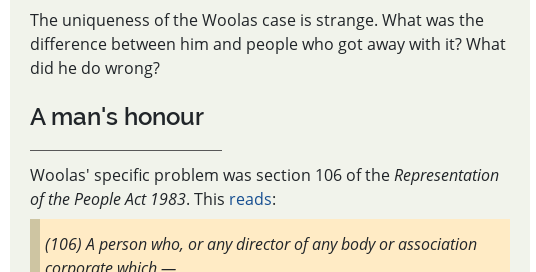 The uniqueness of the Woolas case is strange. What was the
difference between him and people who got away with it? What
did he do wrong?
A man's honour
Woolas' specific problem was section 106 of the Representation
of the People Act 1983. This reads:
(106) A person who, or any director of any body or association
corporate which —